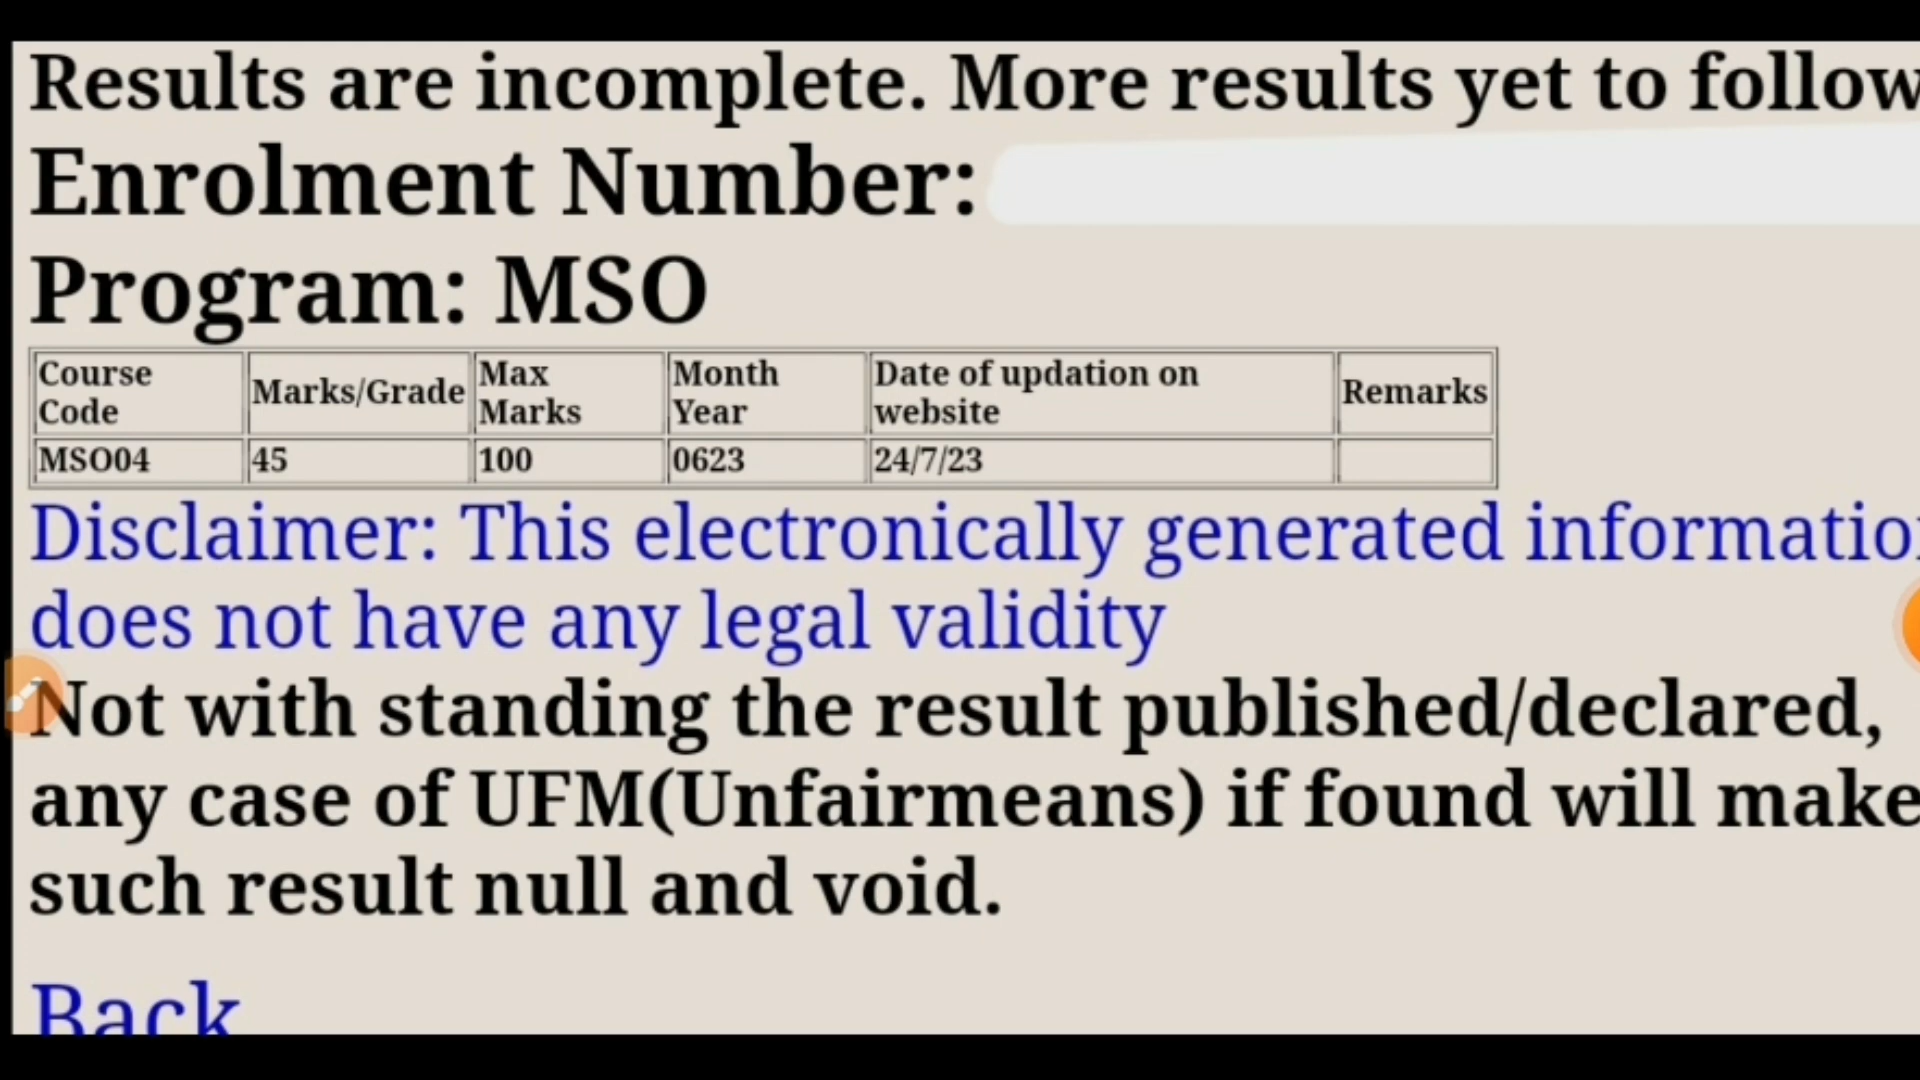 Results are incomplete. More results yet to follow
Enrolment Number:
Program: MSO
Course Code Marks/Grade Max Marks Month Year Date of updation on website Remarks
MSO04 45 100 0623 24/7/23
Disclaimer: This electronically generated
does not have any legal validity
Not with standing the result published/declared,
any case of UFM(Unfairmeans) if found will make
such result null and void.
Back